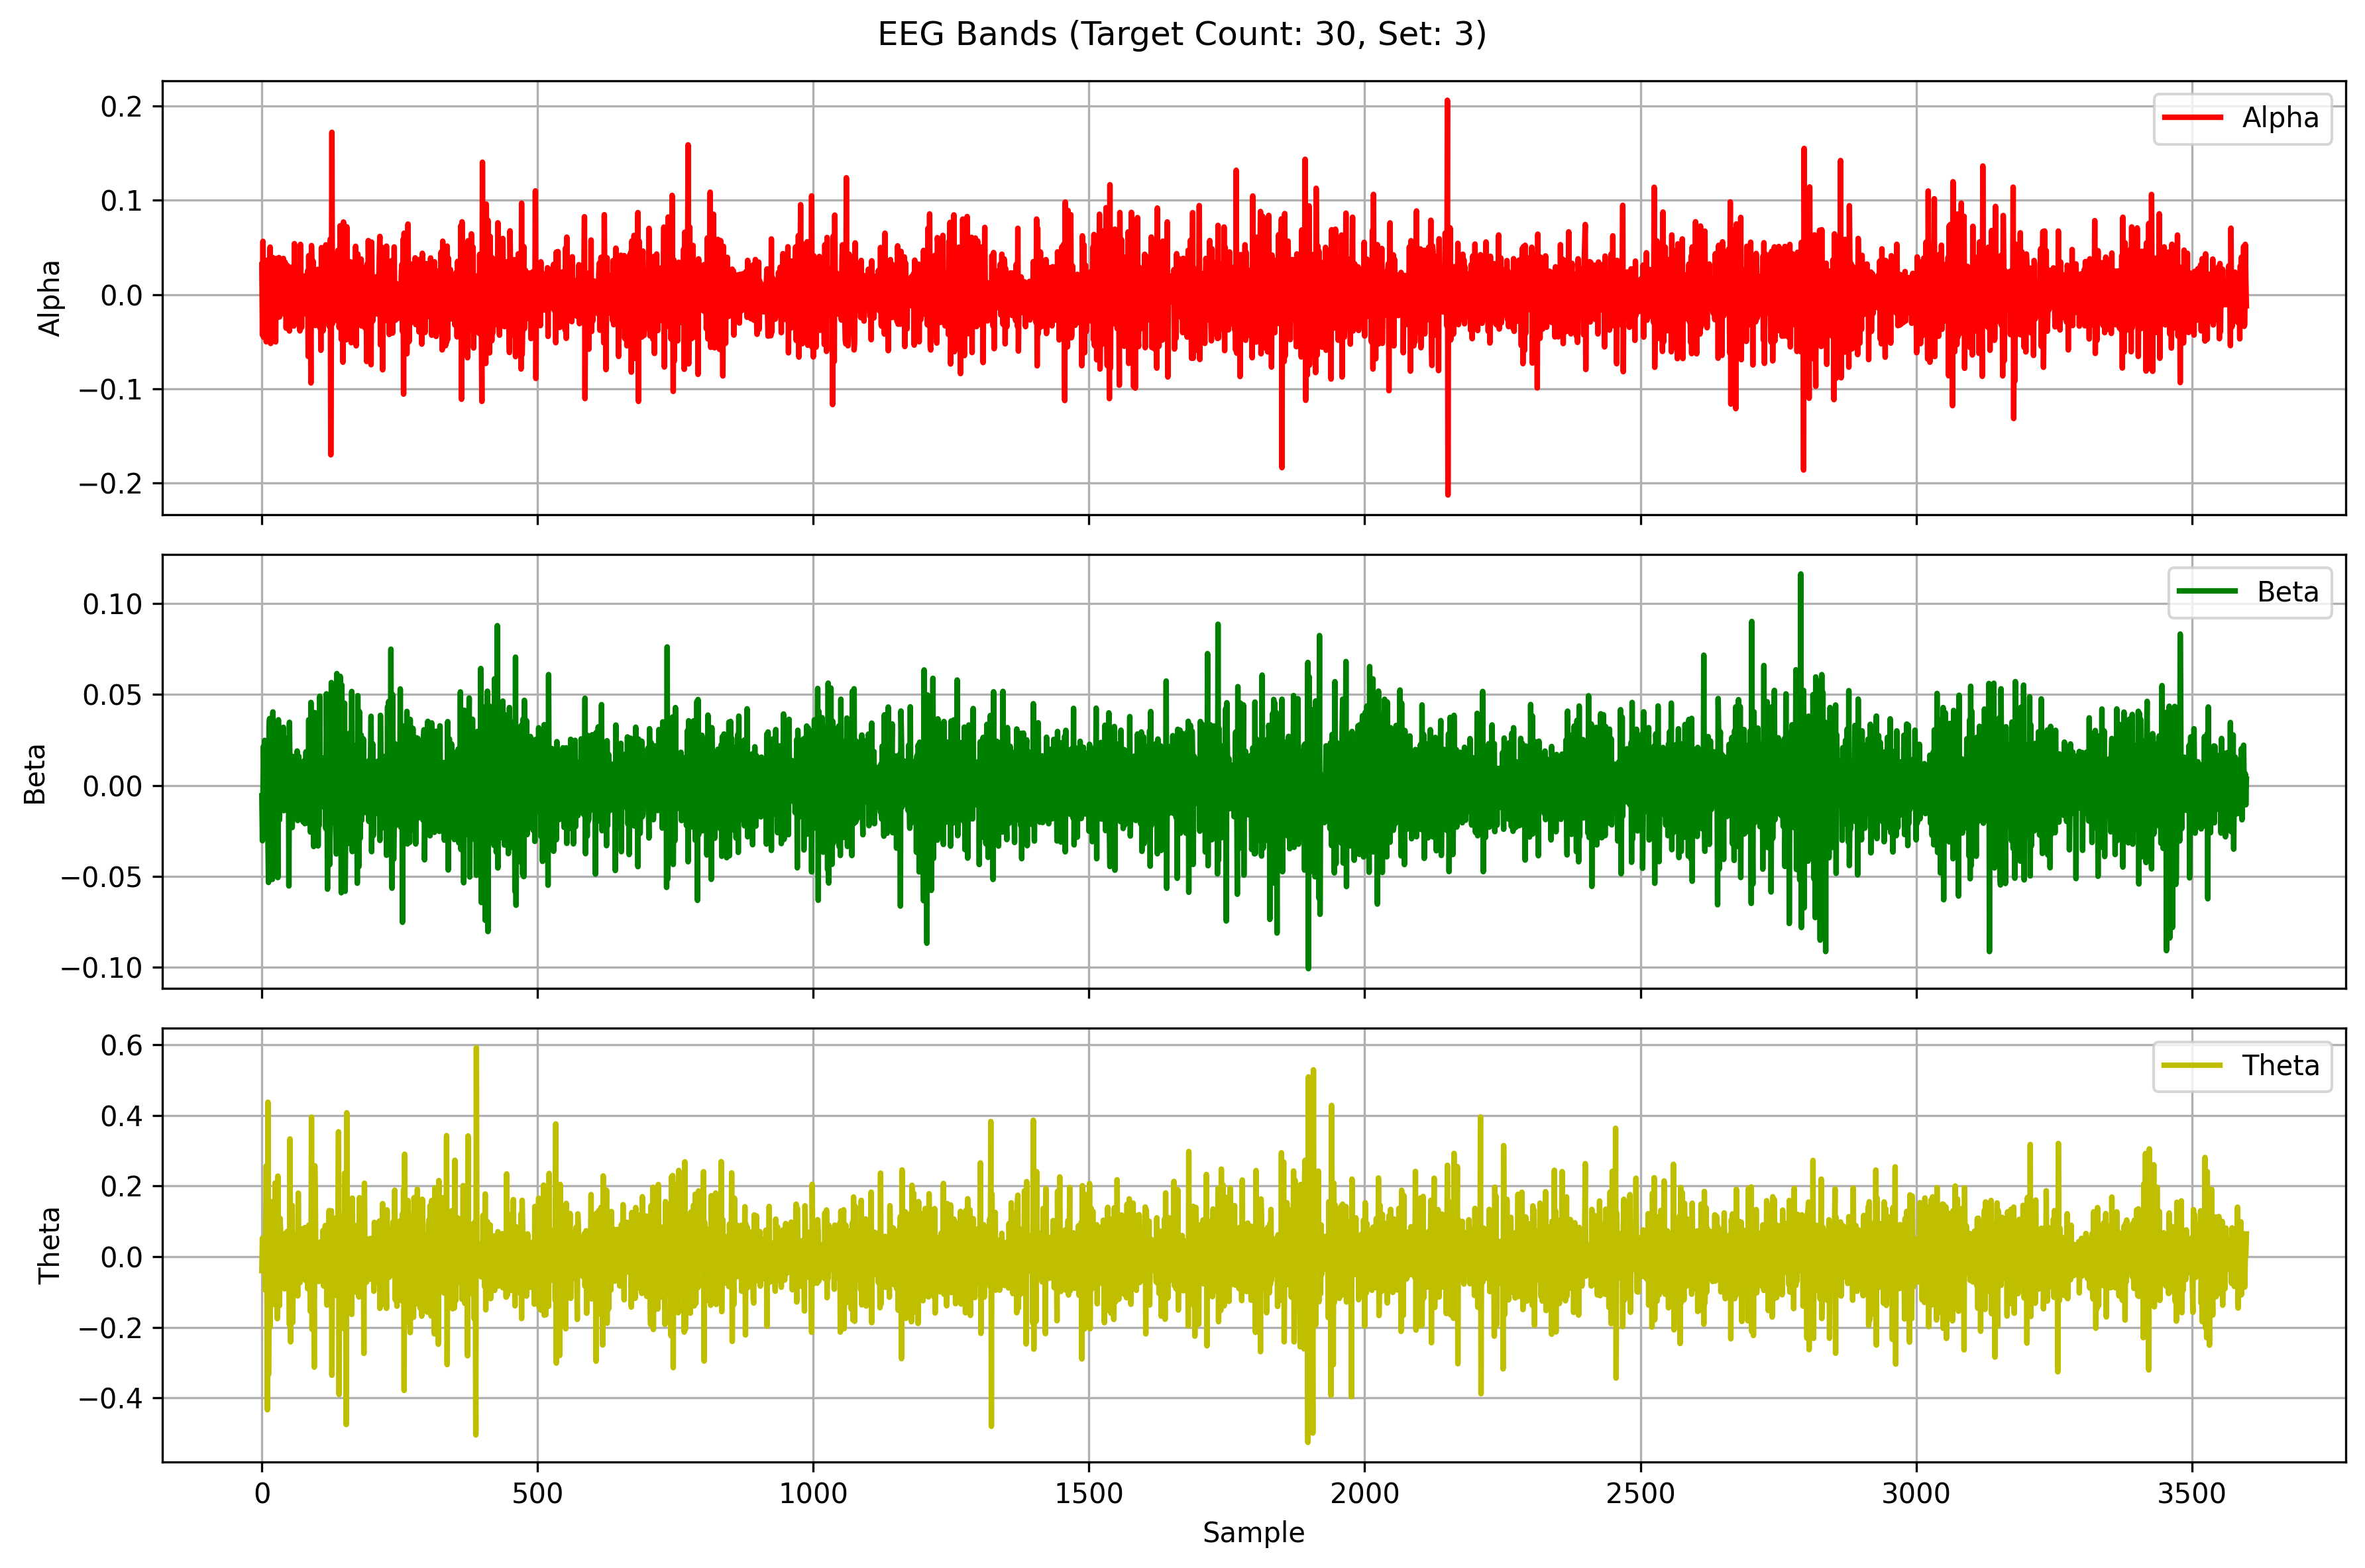 EEG Bands (Target Count: 30, Set: 3)
Alpha
0.2
0.1
0.0
−0.1
−0.2
Alpha
Beta
0.10
0.05
0.00
−0.05
−0.10
Beta
Theta
0.6
0.4
0.2
0.0
−0.2
−0.4
Theta
0 500 1000 1500 2000 2500 3000 3500
Sample